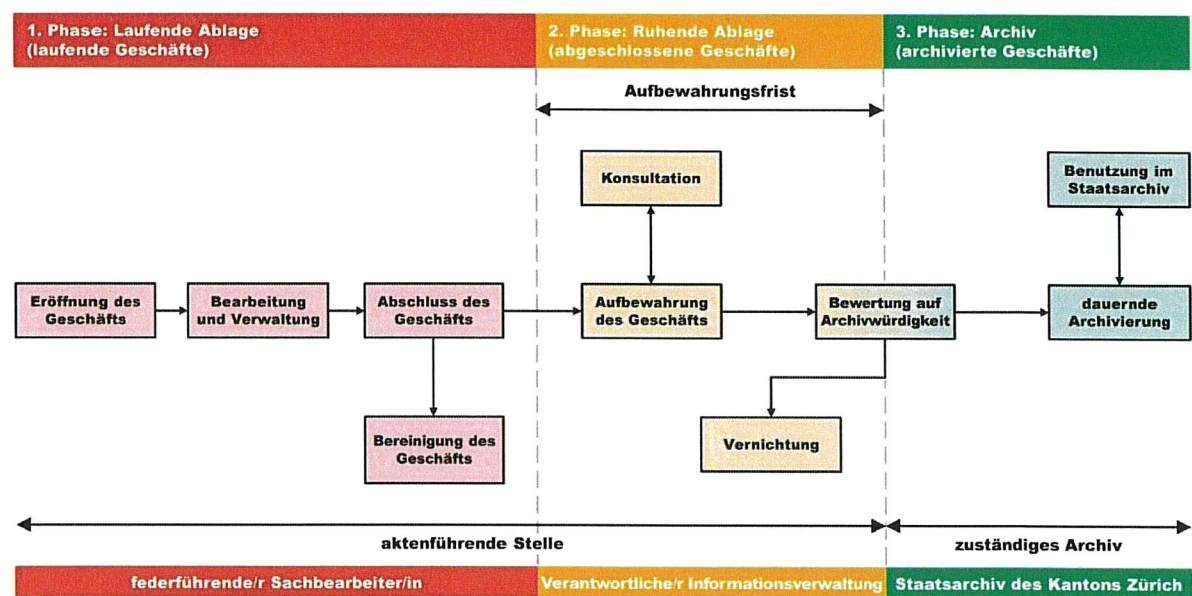 1. Phase: Laufende Ablage
(laufende Geschäfte)
2. Phase: Ruhende Ablage
(abgeschlossene Geschäfte)
3. Phase: Archiv
(archivierte Geschäfte)
Aufbewahrungsfrist
Konsultation
Benutzung im
Staatsarchiv
Eröffnung des
Geschäfts
Bearbeitung
und Verwaltung
Abschluss des
Geschäfts
Aufbewahrung
des Geschäfts
Bewertung auf
Archivwürdigkeit
dauernde
Archivierung
Bereinigung des
Geschäfts
Vernichtung
aktenführende Stelle
zuständiges Archiv
federführende/r Sachbearbeiter/in
Verantwortliche/r Informationsverwaltung
Staatsarchiv des Kantons Zürich